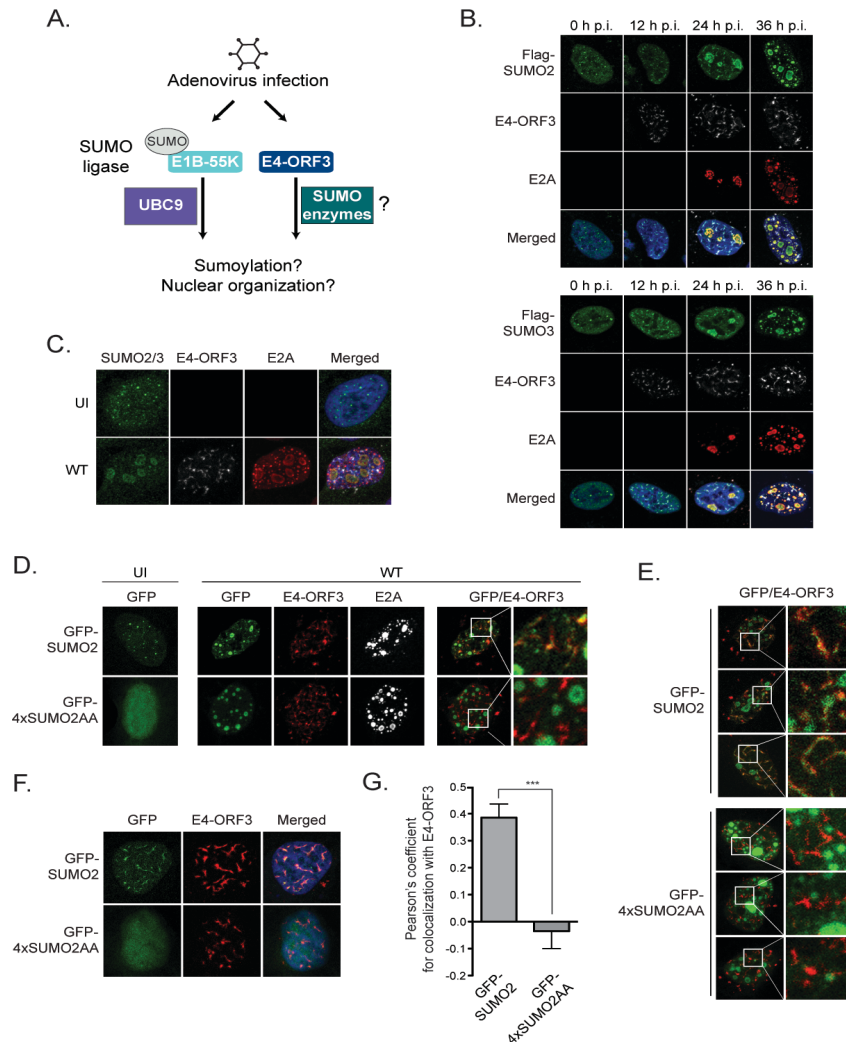 A.
Adenovirus infection
SUMO
ligase
SUMO
E1B-55K
E4-ORF3
UBC9
SUMO
enzymes
?
Sumoylation?
Nuclear organization?
B.
0 h p.i. 12 h p.i. 24 h p.i. 36 h p.i.
Flag-
SUMO2
E4-ORF3
E2A
Merged
0 h p.i. 12 h p.i. 24 h p.i. 36 h p.i.
Flag-
SUMO3
E4-ORF3
E2A
Merged
C.
SUMO2/3 E4-ORF3 E2A Merged
UI
WT
D.
UI WT
GFP GFP E4-ORF3 E2A GFP/E4-ORF3
GFP-
SUMO2
GFP-
4xSUMO2AA
E.
GFP/E4-ORF3
GFP-
SUMO2
GFP-
4xSUMO2AA
F.
GFP E4-ORF3 Merged
GFP-
SUMO2
GFP-
4xSUMO2AA
G.
Pearson's coefficient
for colocalization with E4-ORF3
0.5
0.4
0.3
0.2
0.1
0.0
-0.1
-0.2
***
GFP-
SUMO2
GFP-
4xSUMO2AA